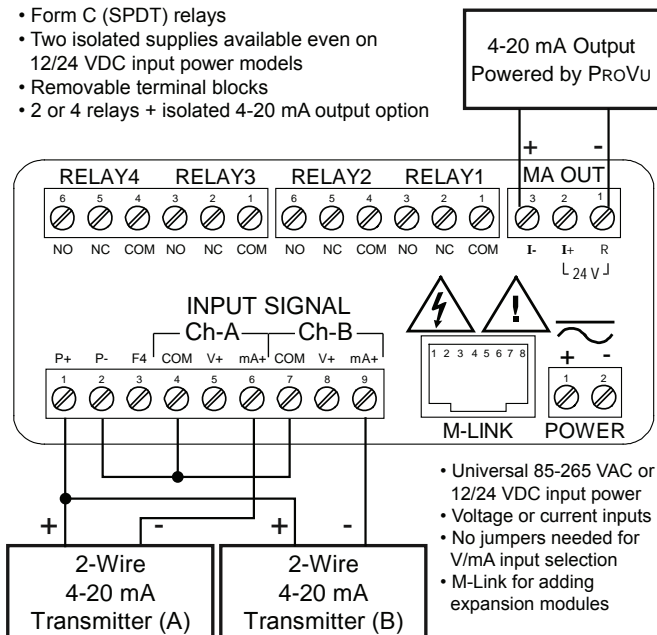 • Form C (SPDT) relays
• Two isolated supplies available even on
12/24 VDC input power models
• Removable terminal blocks
• 2 or 4 relays + isolated 4-20 mA output option
4-20 mA Output
Powered by PROVU
+ -
RELAY4 RELAY3 RELAY2 RELAY1 MA OUT
6 5 4 3 2 1 6 5 4 3 2 1 3 2 1
NO NC COM NO NC COM NO NC COM NO NC COM I- I+ R
24 V
INPUT SIGNAL
Ch-A Ch-B
P+ P- F4 COM V+ mA+ COM V+ mA+
1 2 3 4 5 6 7 8 9
!
1 2 3 4 5 6 7 8
+ -
1 2
M-LINK POWER
+ - + -
2-Wire
4-20 mA
Transmitter (A)
2-Wire
4-20 mA
Transmitter (B)
• Universal 85-265 VAC or
12/24 VDC input power
• Voltage or current inputs
• No jumpers needed for
V/mA input selection
• M-Link for adding
expansion modules